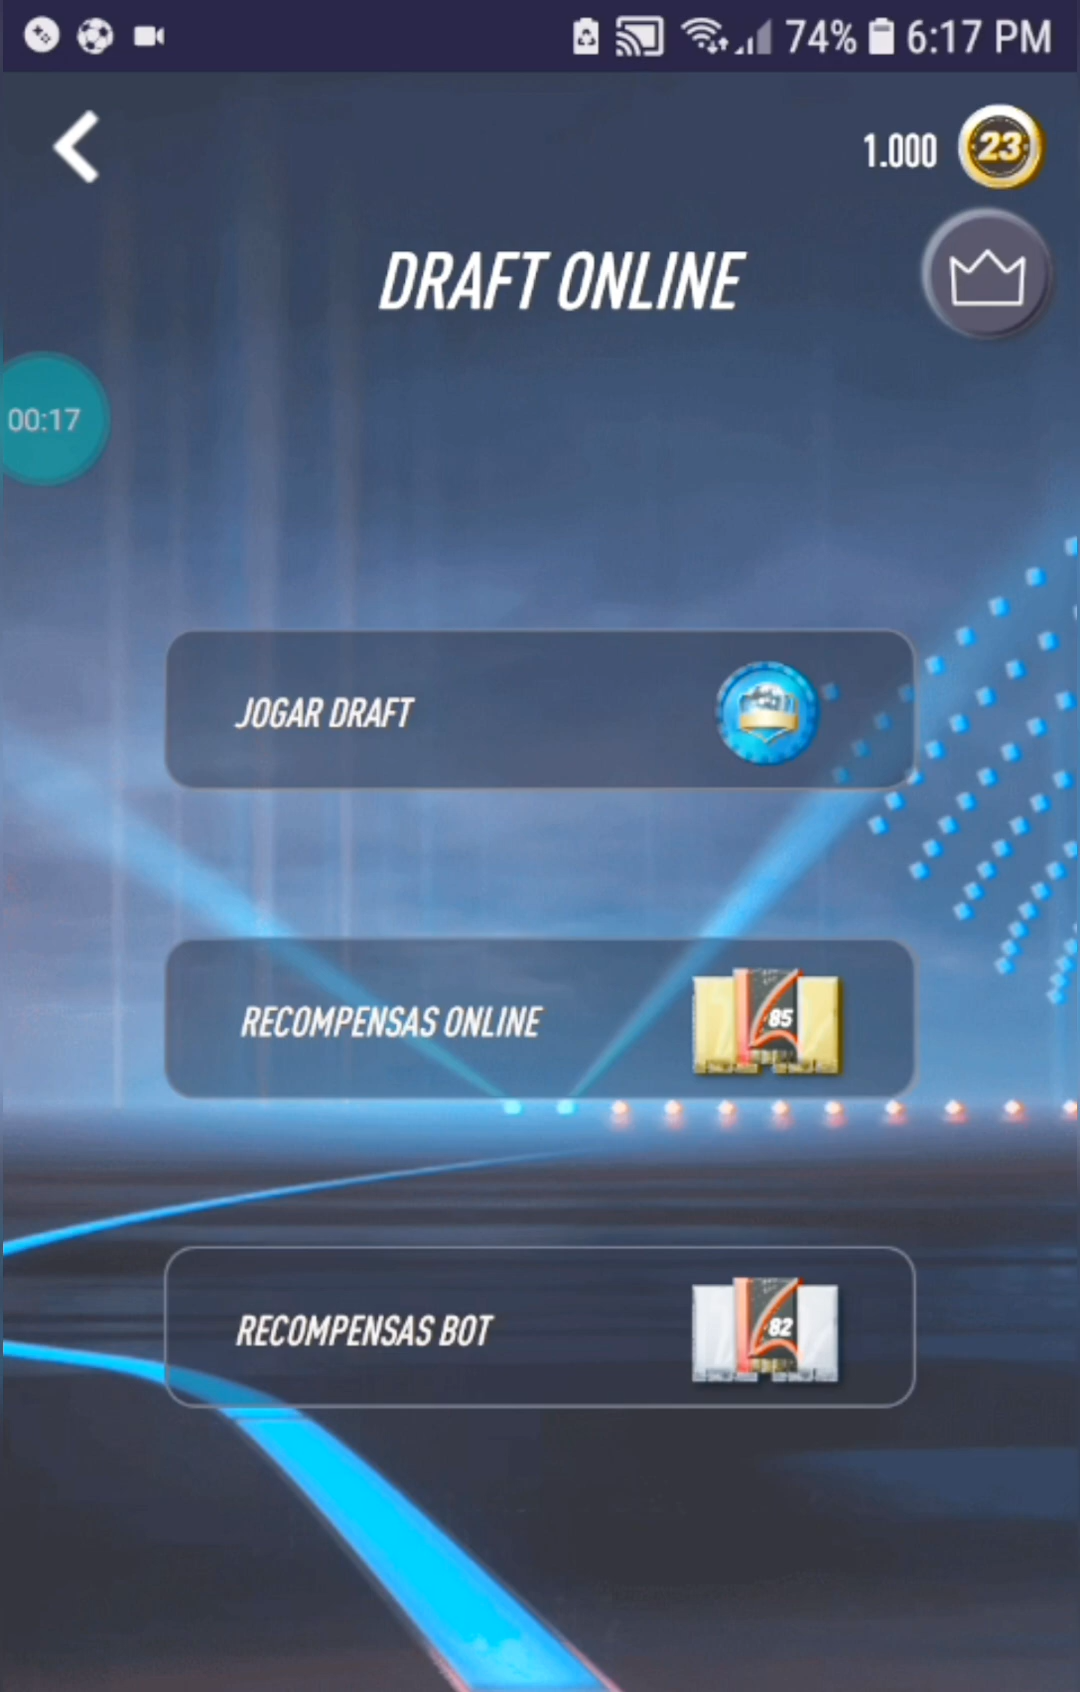 74% 6:17 PM
1.000 23
DRAFT ONLINE
00:17
JOGAR DRAFT
RECOMPENSAS ONLINE 85
RECOMPENSAS BOT 82